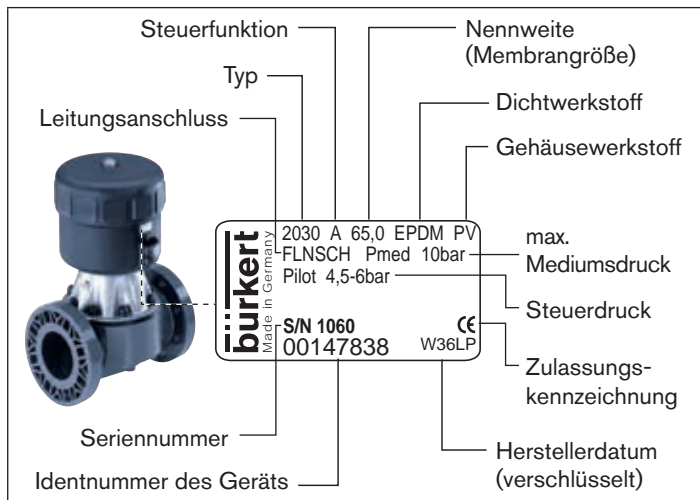 Steuerfunktion
Nennweite
(Membrangröße)
Typ
Dichtwerkstoff
Leitungsanschluss
Gehäusewerkstoff
bürkert
Made in Germany
2030 A 65,0 EPDM PV
FLNSCH Pmed 10bar
Pilot 4,5-6bar
S/N 1060
CE
00147838
W36LP
max.
Mediumsdruck
Steuerdruck
Zulassungs-
kennzeichnung
Seriennummer
Herstellerdatum
(verschlüsselt)
Identnummer des Geräts